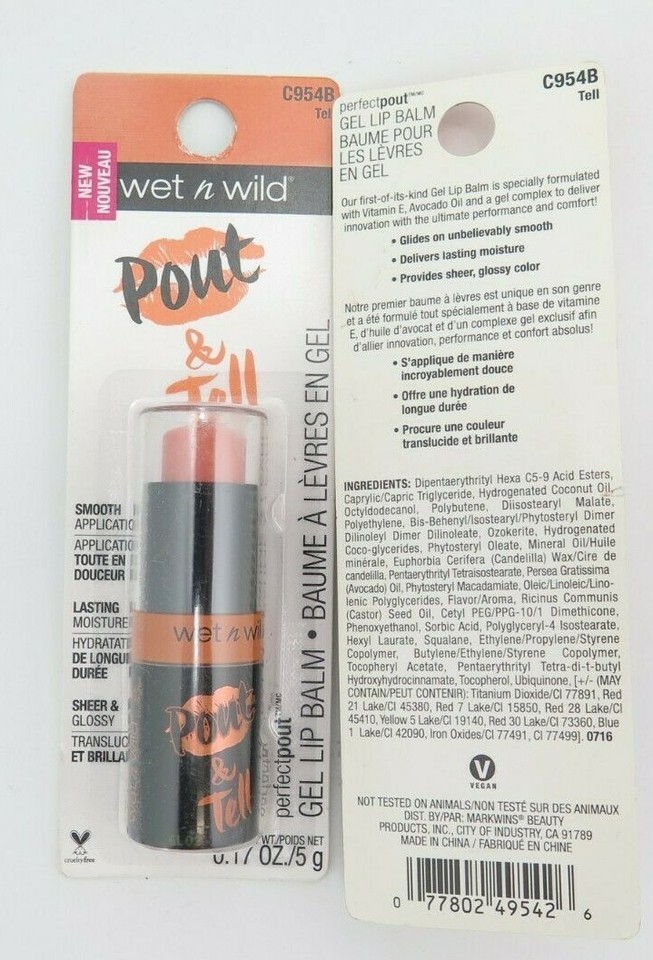 C954B
Tel
NEW
NOUVEAU
wet n wild®
Pout
&
Tell
SMOOTH
APPLICATIO
APPLICATIO
TOUTE EN
DOUCEUR
LASTING
MOISTURE
HYDRATATI
DE LONGU
DURÉE
SHEER &
GLOSSY
TRANSLUC
ET BRILLA
perfectpout™/MC
GEL LIP BALM • BAUME À LÈVRES EN GEL
wet n wild
Pout
&
Tell
crueltyfree
WT/POIDS NET
0.17 OZ./5 g
C954B
Tell
perfectpout™/MC
GEL LIP BALM
BAUME POUR
LES LÈVRES
EN GEL
Our first-of-its-kind Gel Lip Balm is specially formulated
with Vitamin E, Avocado Oil and a gel complex to deliver
innovation with the ultimate performance and comfort!
• Glides on unbelievably smooth
• Delivers lasting moisture
• Provides sheer, glossy color
Notre premier baume à lèvres est unique en son genre
et a été formulé tout spécialement à base de vitamine
E, d'huile d'avocat et d'un complexe gel exclusif afin
d'allier innovation, performance et confort absolus!
• S'applique de manière
incroyablement douce
• Offre une hydration de
longue durée
• Procure une couleur
translucide et brillante
INGREDIENTS: Dipentaerythrityl Hexa C5-9 Acid Esters,
Caprylic/Capric Triglyceride, Hydrogenated Coconut Oil,
Octyldodecanol, Polybutene, Diisostearyl Malate,
Polyethylene, Bis-Behenyl/Isostearyl/Phytosteryl Dimer
Dilinoleyl Dimer Dilinoleate, Ozokerite, Hydrogenated
Coco-glycerides, Phytosteryl Oleate, Mineral Oil/Huile
minérale, Euphorbia Cerifera (Candelilla) Wax/Cire de
candelilla, Pentaerythrityl Tetraisostearate, Persea Gratissima
(Avocado) Oil, Phytosteryl Macadamiate, Oleic/Linoleic/Lino-
lenic Polyglycerides, Flavor/Aroma, Ricinus Communis
(Castor) Seed Oil, Cetyl PEG/PPG-10/1 Dimethicone,
Phenoxyethanol, Sorbic Acid, Polyglyceryl-4 Isostearate,
Hexyl Laurate, Squalane, Ethylene/Propylene/Styrene
Copolymer, Butylene/Ethylene/Styrene Copolymer,
Tocopheryl Acetate, Pentaerythrityl Tetra-di-t-butyl
Hydroxyhydrocinnamate, Tocopherol, Ubiquinone, [+/- (MAY
CONTAIN/PEUT CONTENIR): Titanium Dioxide/CI 77891, Red
21 Lake/CI 45380, Red 7 Lake/CI 15850, Red 28 Lake/CI
45410, Yellow 5 Lake/CI 19140, Red 30 Lake/CI 73360, Blue
1 Lake/CI 42090, Iron Oxides/CI 77491, CI 77499]. 0716
V
VEGAN
NOT TESTED ON ANIMALS/NON TESTÉ SUR DES ANIMAUX
DIST. BY/PAR: MARKWINS® BEAUTY
PRODUCTS, INC., CITY OF INDUSTRY, CA 91789
MADE IN CHINA / FABRIQUÉ EN CHINE
0 77802 49542 6